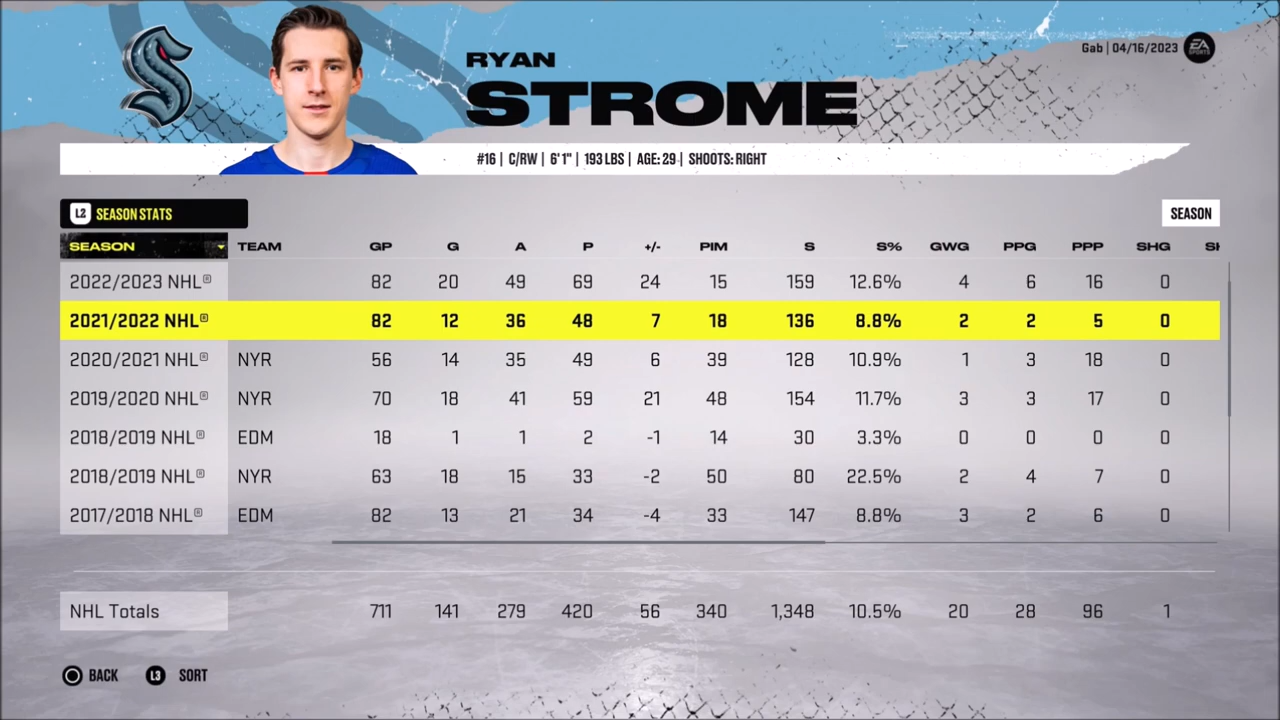 Gab | 04/16/2023 EA SPORTS
RYAN
STROME
#16 | C/RW | 6' 1" | 193 LBS | AGE: 29 | SHOOTS: RIGHT
L2 SEASON STATS SEASON
SEASON TEAM GP G A P +/- PIM S S% GWG PPG PPP SHG
2022/2023 NHL® 82 20 49 69 24 15 159 12.6% 4 6 16 0
2021/2022 NHL® 82 12 36 48 7 18 136 8.8% 2 2 5 0
2020/2021 NHL® NYR 56 14 35 49 6 39 128 10.9% 1 3 18 0
2019/2020 NHL® NYR 70 18 41 59 21 48 154 11.7% 3 3 17 0
2018/2019 NHL® EDM 18 1 1 2 -1 14 30 3.3% 0 0 0 0
2018/2019 NHL® NYR 63 18 15 33 -2 50 80 22.5% 2 4 7 0
2017/2018 NHL® EDM 82 13 21 34 -4 33 147 8.8% 3 2 6 0
NHL Totals 711 141 279 420 56 340 1,348 10.5% 20 28 96 1
BACK L3 SORT